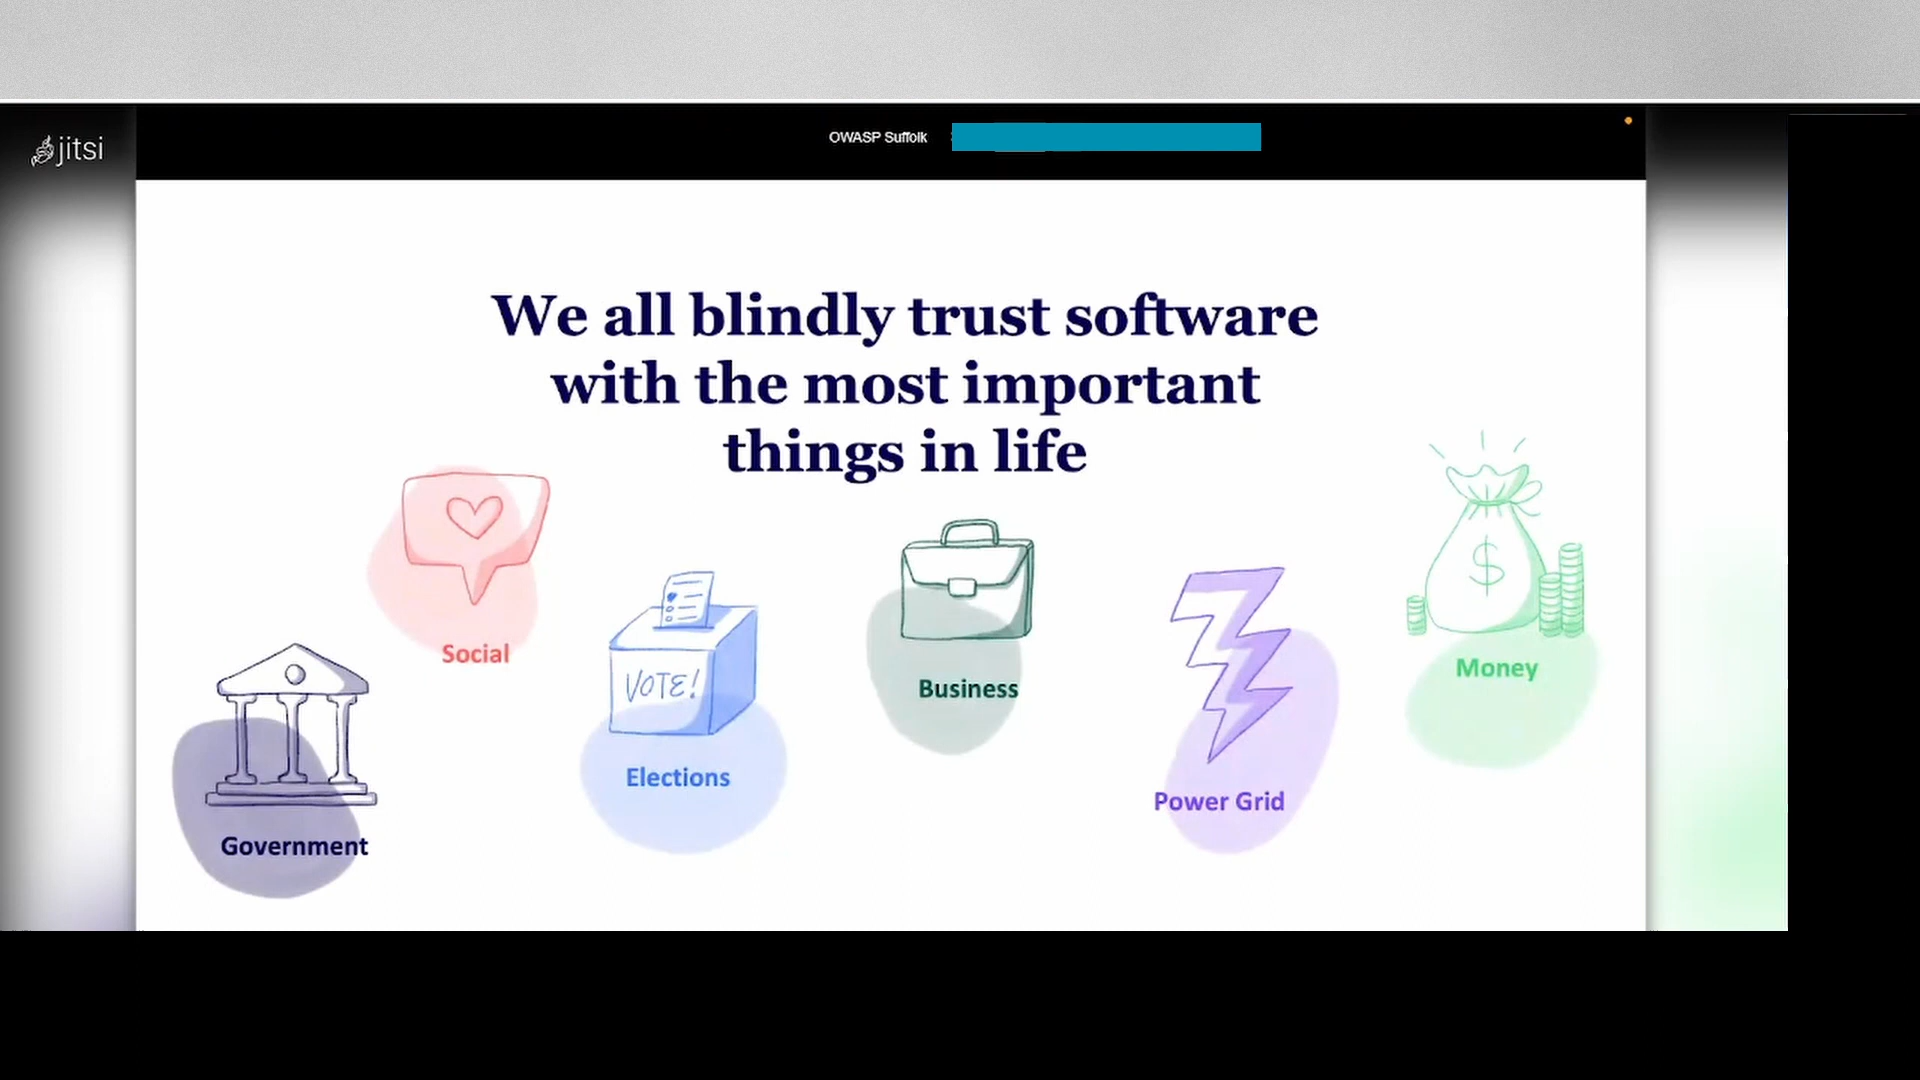 jitsi
OWASP Suffolk
We all blindly trust software
with the most important
things in life
Social
VOTE!
Elections
Business
Power Grid
$
Money
Government